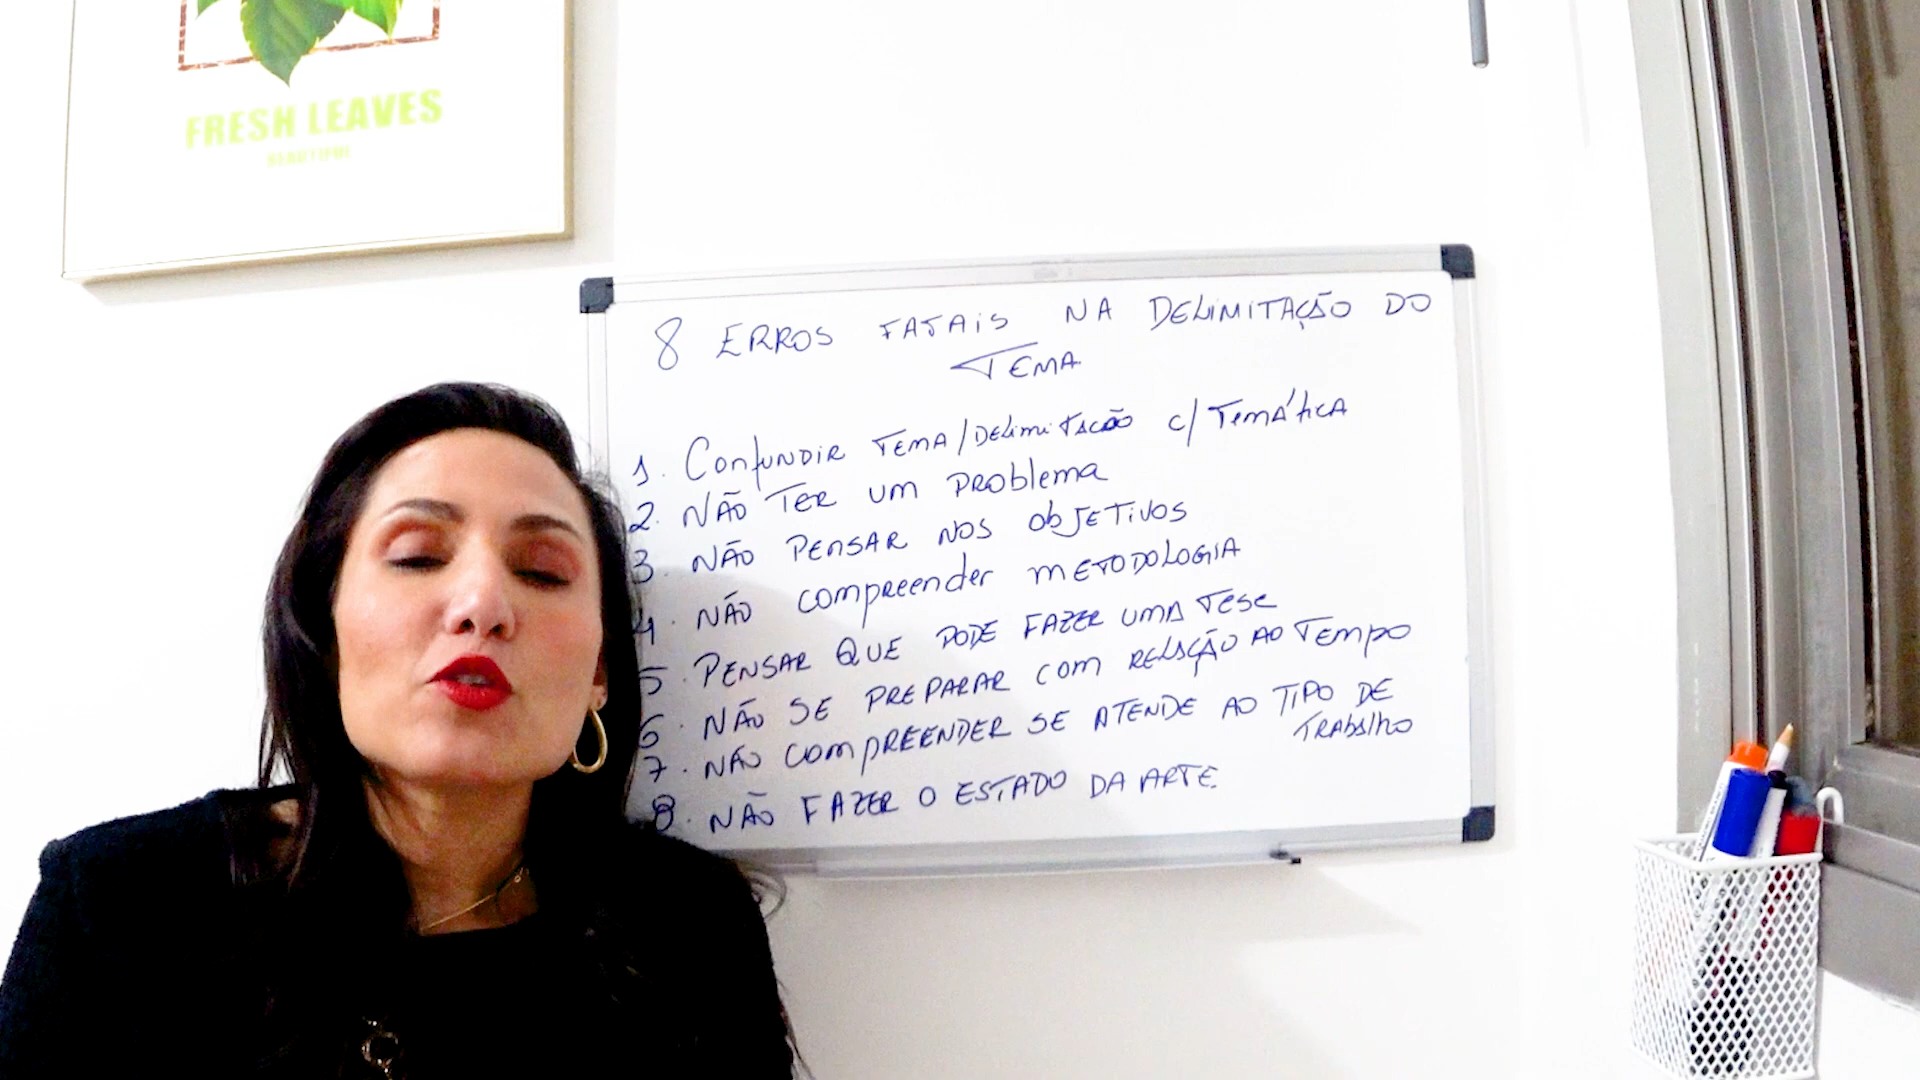 FRESH LEAVES
BEAUTIFUL
8 ERROS FATAIS NA DELIMITAÇÃO DO
TEMA
1. CONFUNDIR TEMA/DELIMITAÇÃO C/ TEMÁTICA
2. NÃO TER UM PROBLEMA
3. NÃO PENSAR NOS OBJETIVOS
4. NÃO COMPREENDER METODOLOGIA
5. PENSAR QUE PODE FAZER UMA TESE
6. NÃO SE PREPARAR COM RELAÇÃO AO TEMPO
7. NÃO COMPREENDER SE ATENDE AO TIPO DE
TRABALHO
8. NÃO FAZER O ESTADO DA ARTE.